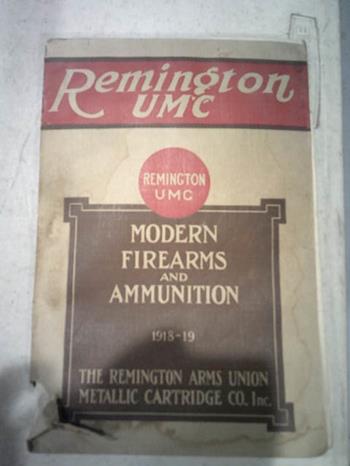 Remington
UMC
REMINGTON
UMC
MODERN
FIREARMS
AND
AMMUNITION
1918-19
THE REMINGTON ARMS UNION
METALLIC CARTRIDGE CO. Inc.